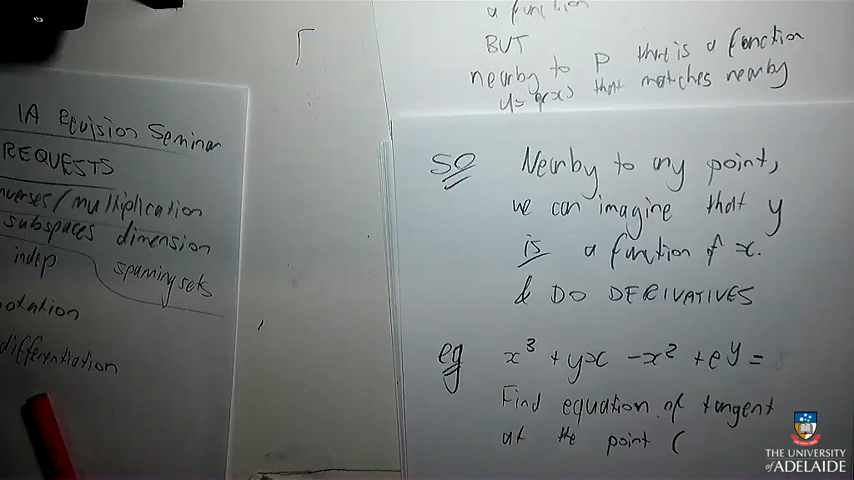 1A Revision Seminar
REQUESTS
nverses/multiplication
subspaces dimension
indep spanning sets
otation
differentiation
a function
BUT
nearby to P there is a function
y=g(x) that matches nearby
SO Nearby to any point,
we can imagine that y
is a function of x.
& DO DERIVATIVES
eg x³ + yx - x² + e^y =
Find equation of tangent
at the point (
THE UNIVERSITY
of ADELAIDE